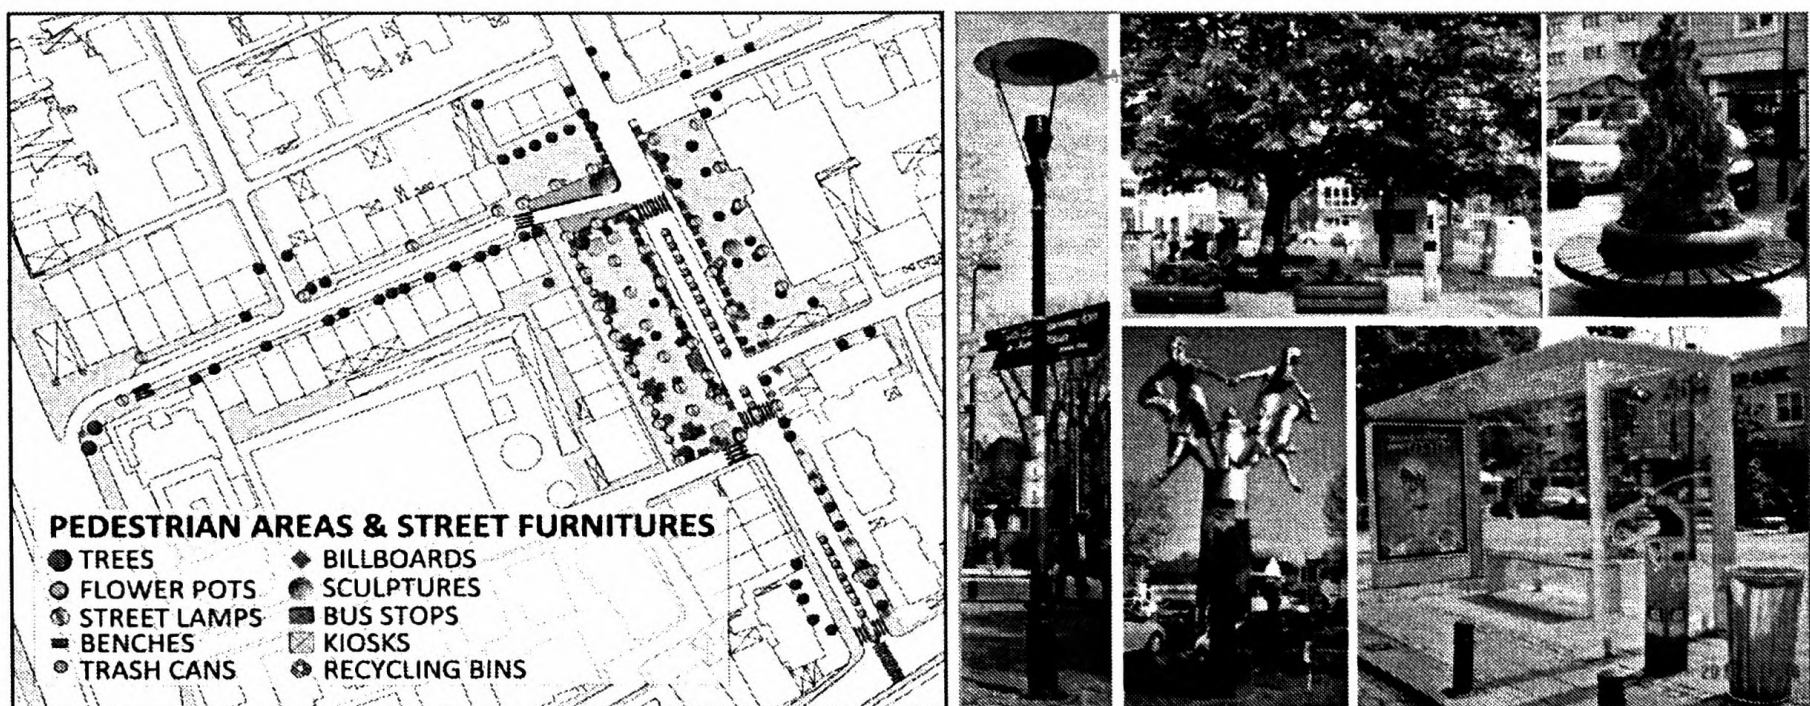 PEDESTRIAN AREAS & STREET FURNITURES
TREES
FLOWER POTS
STREET LAMPS
BENCHES
TRASH CANS
BILLBOARDS
SCULPTURES
BUS STOPS
KIOSKS
RECYCLING BINS